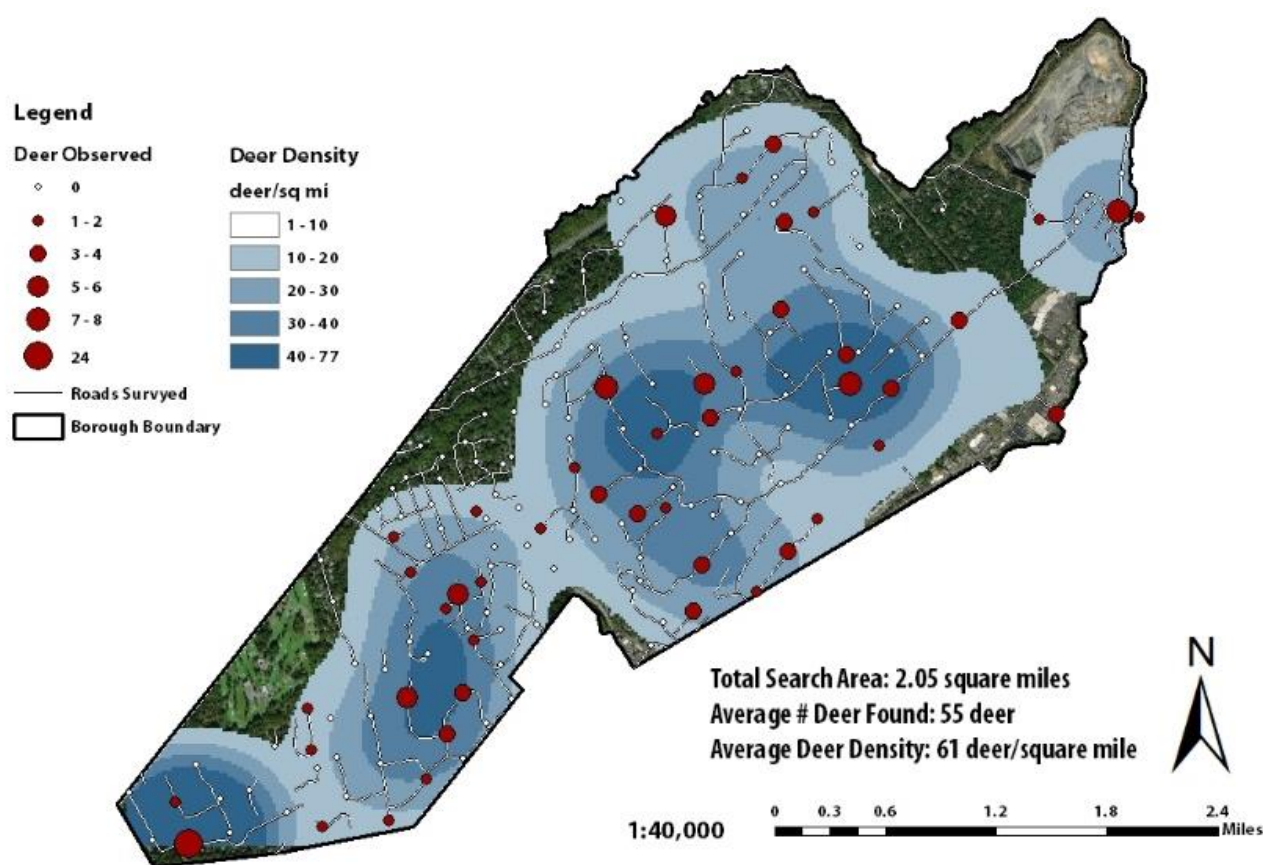 Legend
Deer Observed
0
1 - 2
3 - 4
5 - 6
7 - 8
24
Roads Survyed
Borough Boundary
Deer Density
deer/sq mi
1 - 10
10 - 20
20 - 30
30 - 40
40 - 77
Total Search Area: 2.05 square miles
Average # Deer Found: 55 deer
Average Deer Density: 61 deer/square mile
N
1:40,000
0 0.3 0.6 1.2 1.8 2.4
Miles